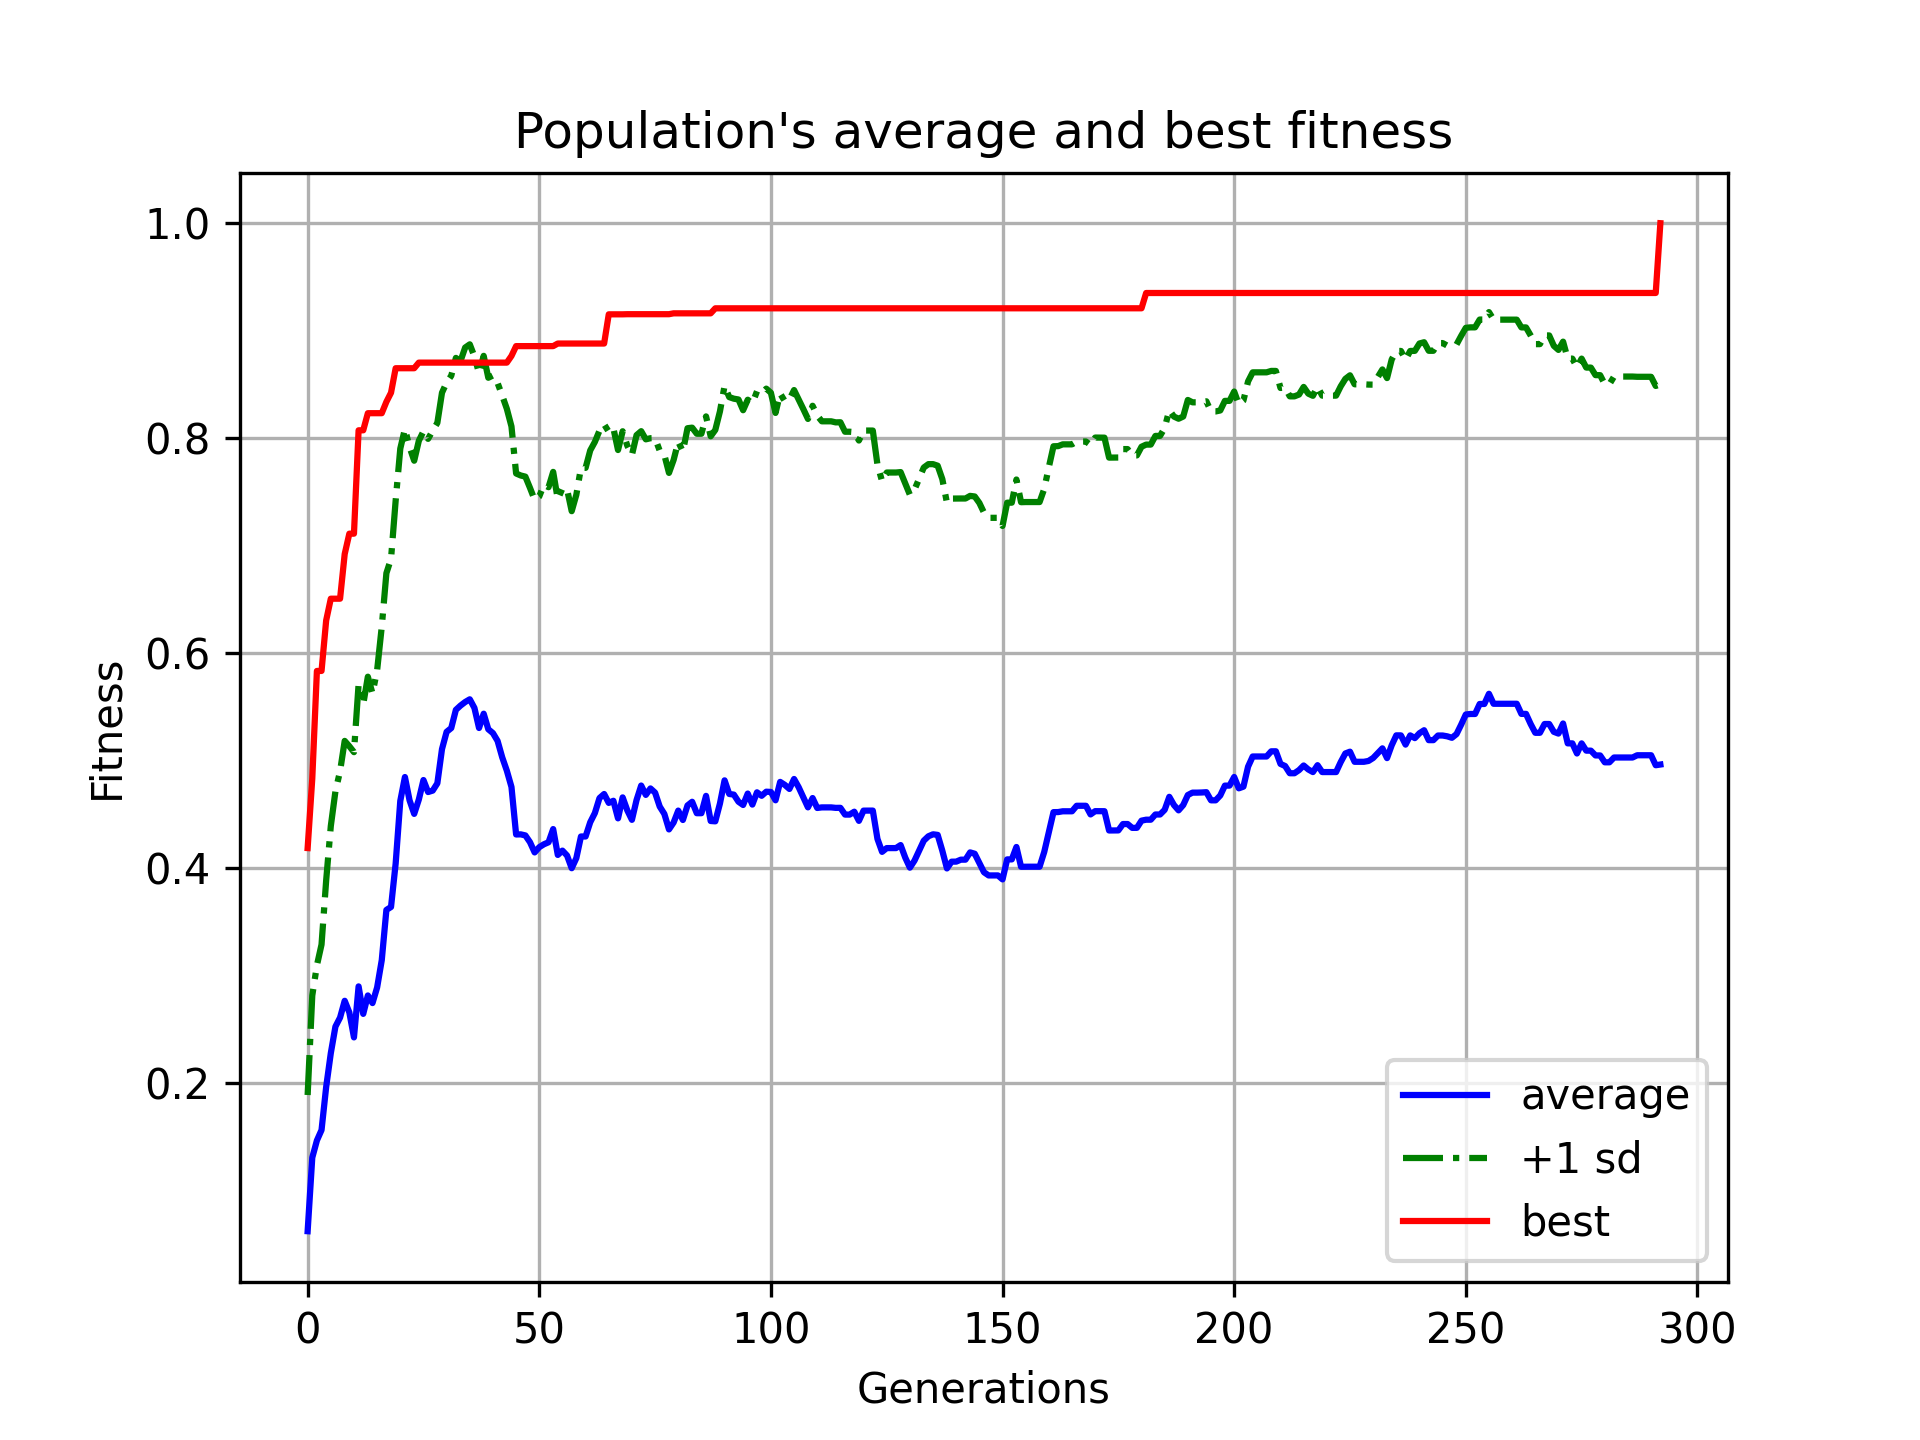 Population's average and best fitness
Fitness
1.0
0.8
0.6
0.4
0.2
0 50 100 150 200 250 300
Generations
average
+1 sd
best